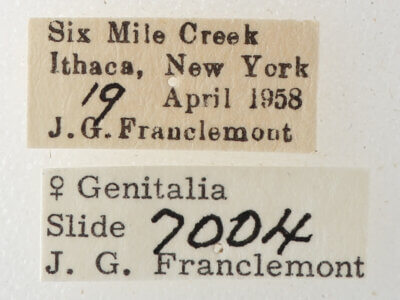 Six Mile Creek
Ithaca, New York
19 April 1958
J. G. Franclemont
♀ Genitalia
Slide 7004
J. G. Franclemont